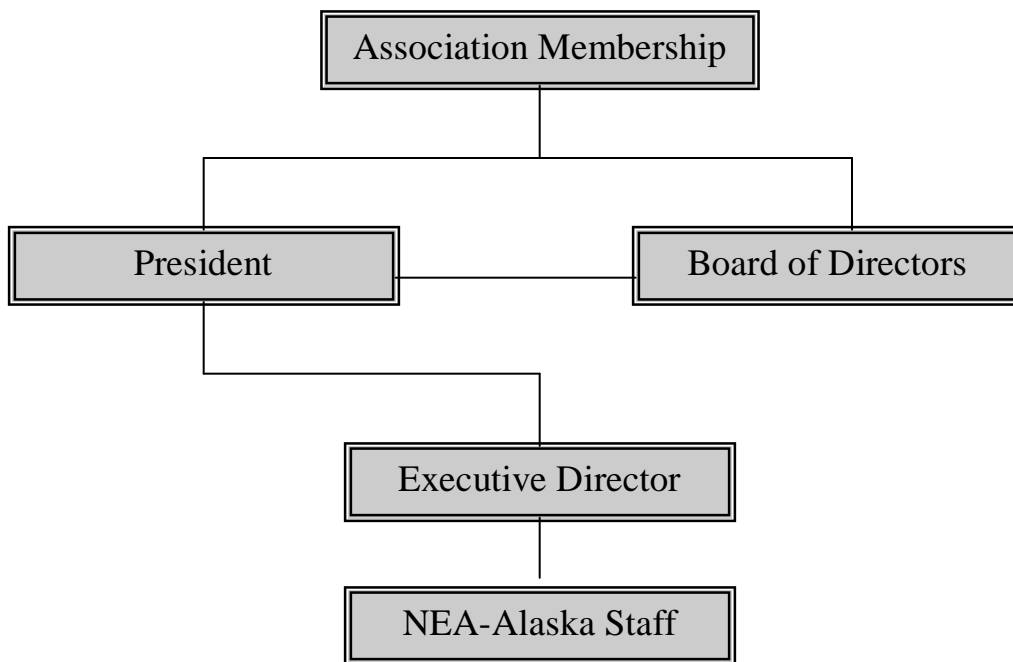 Association Membership
President
Board of Directors
Executive Director
NEA-Alaska Staff